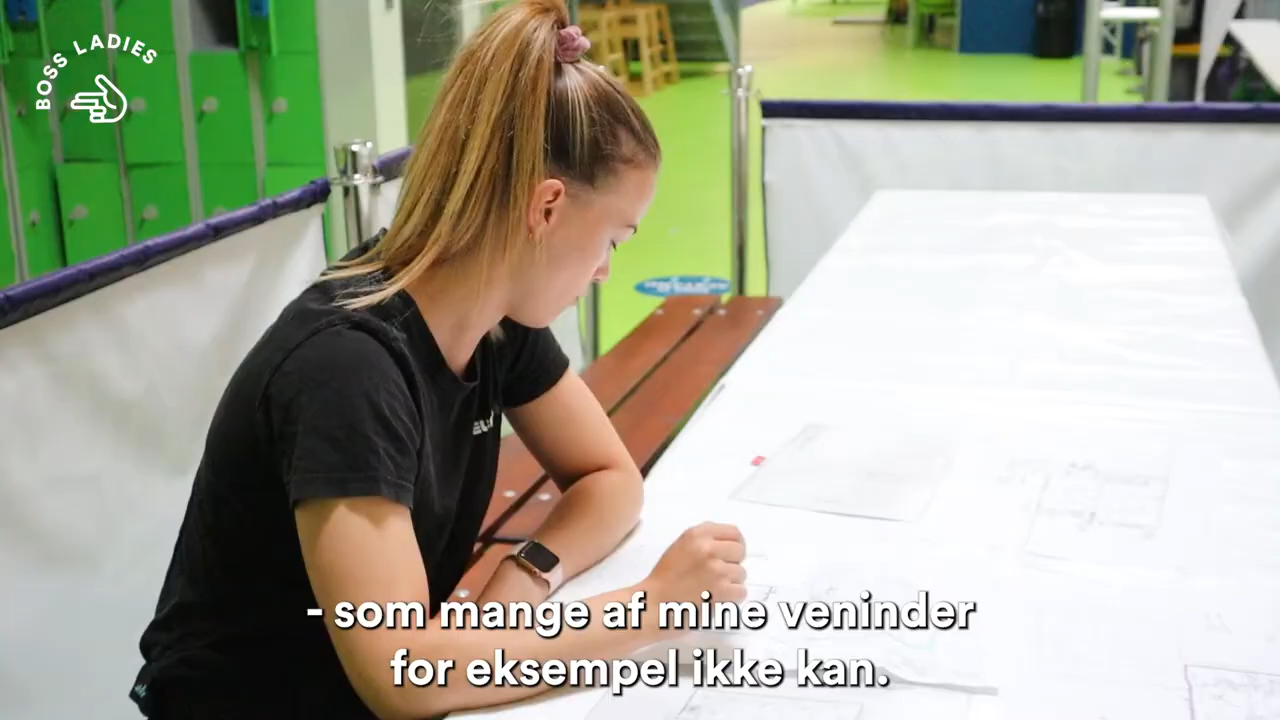 BOSS LADIES
- som mange af mine veninder
for eksempel ikke kan.